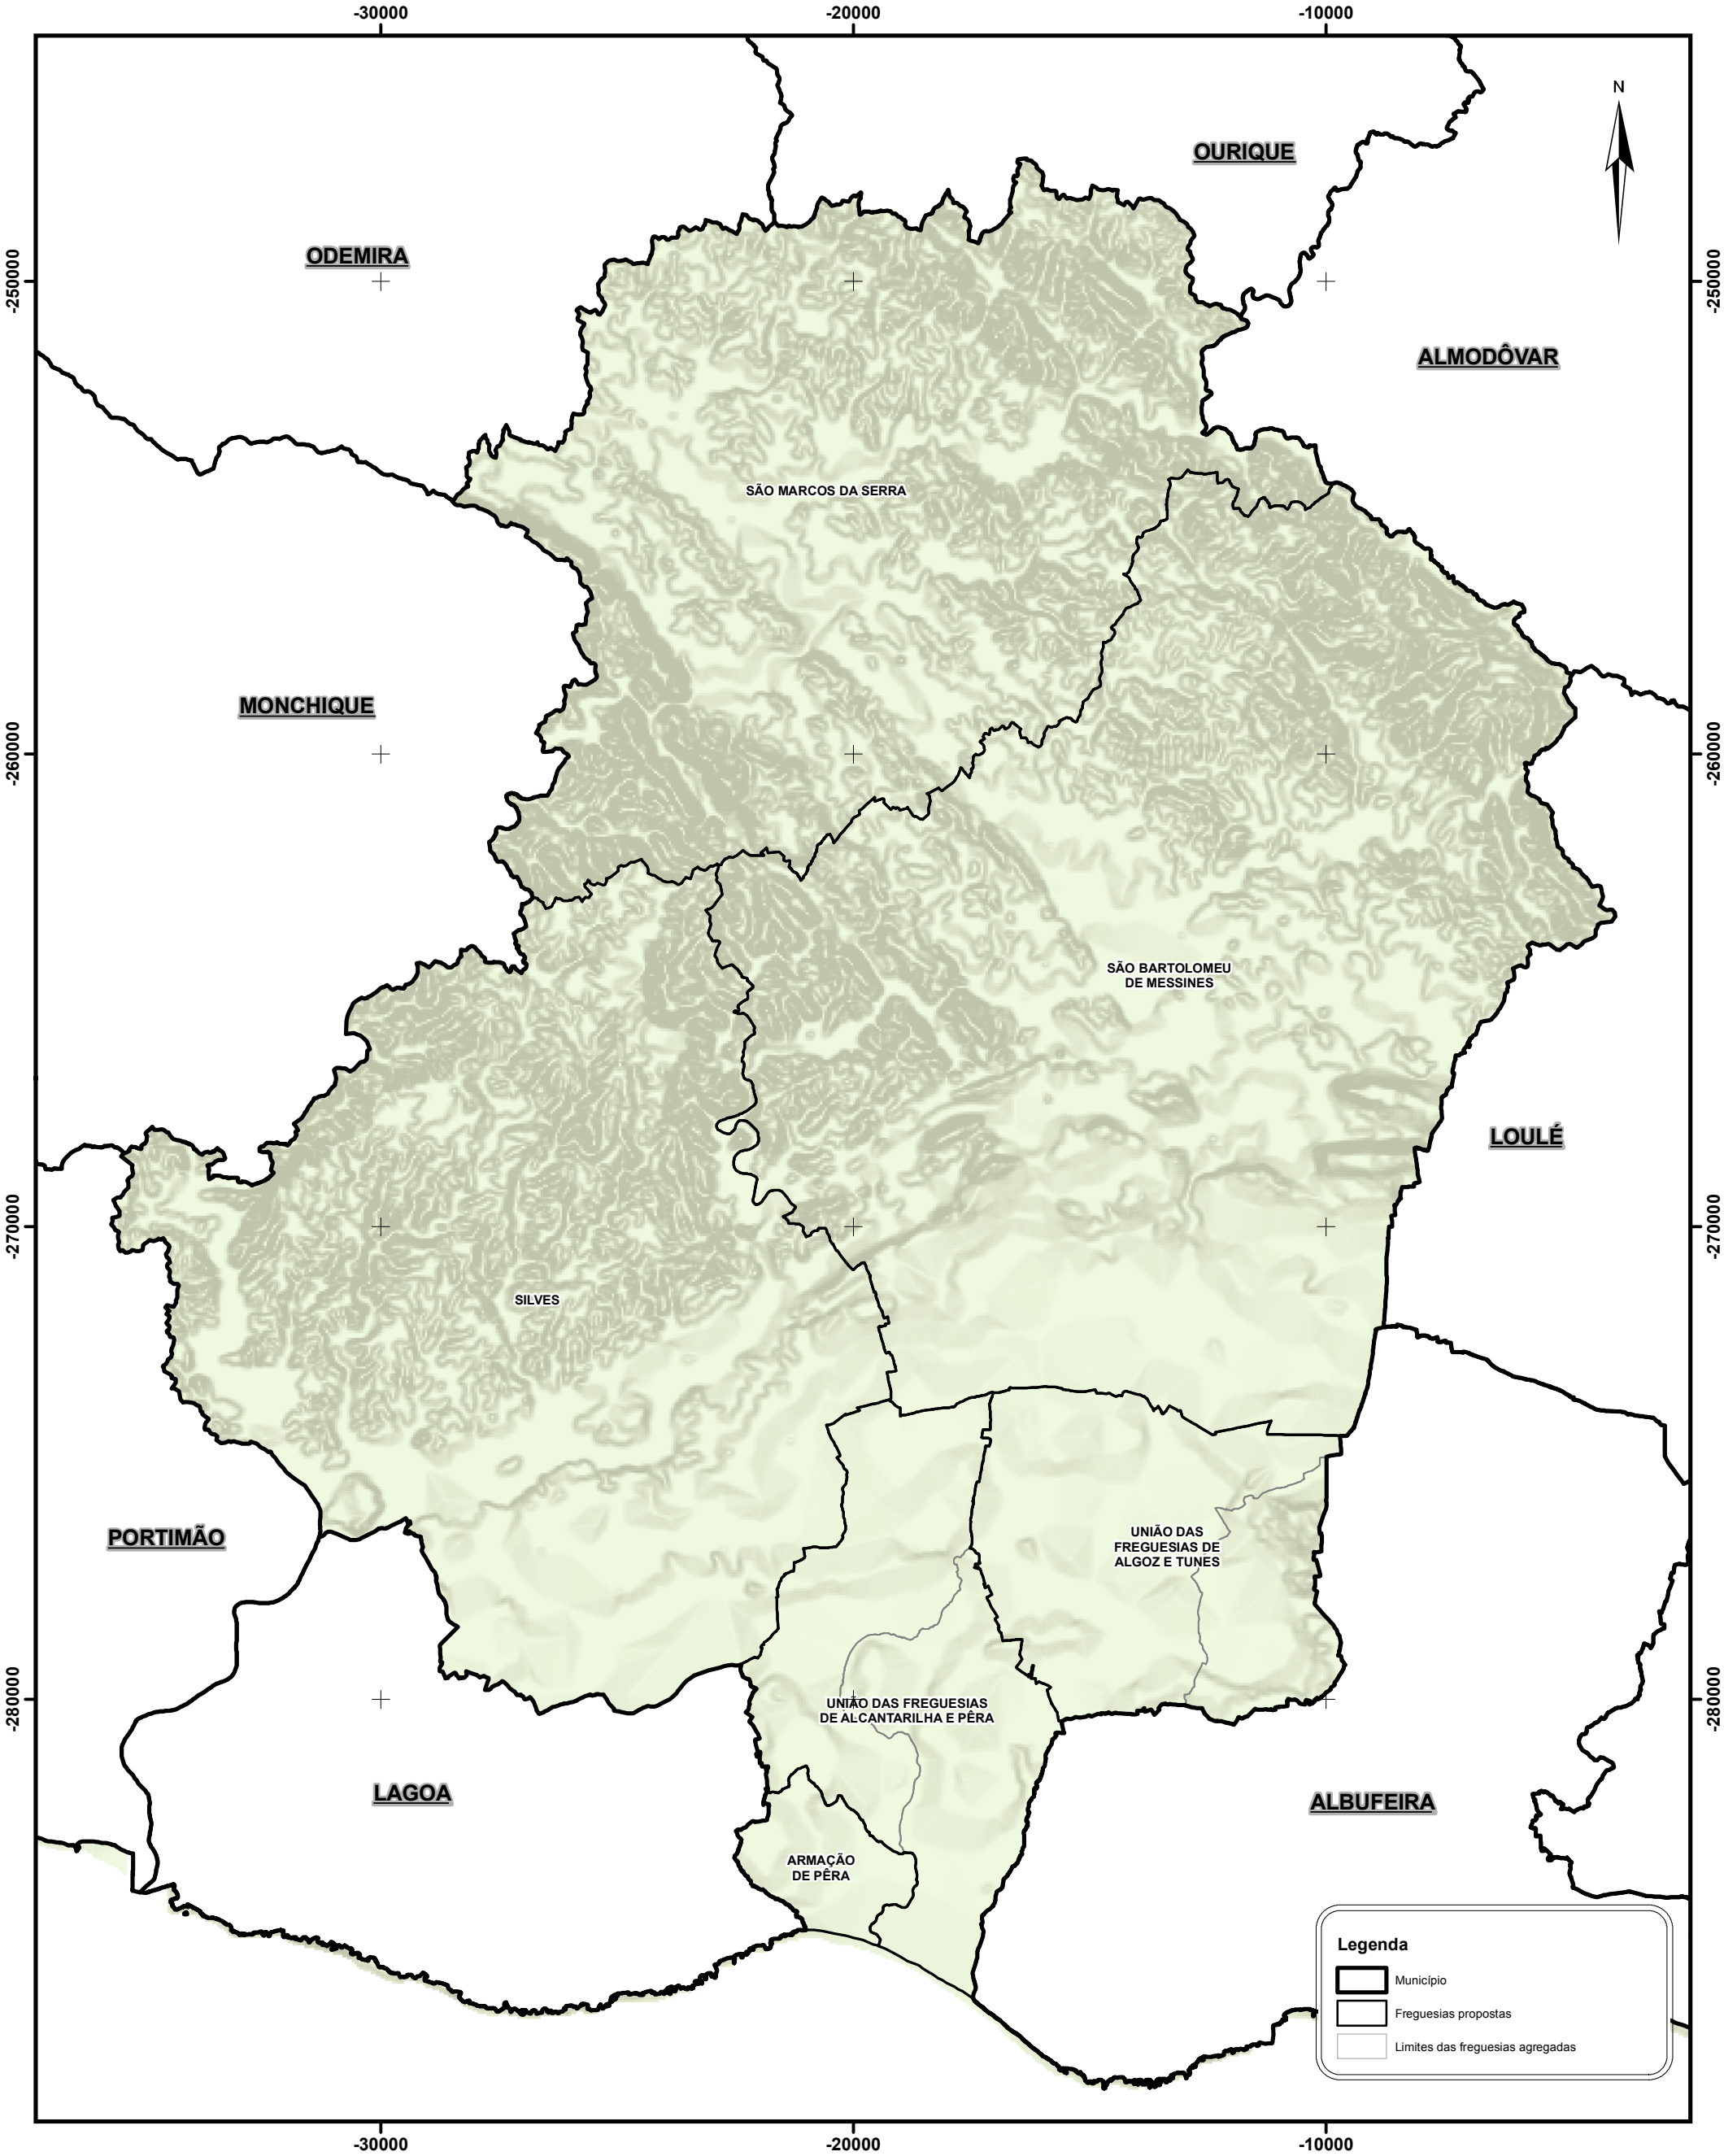 -30000
-20000
-10000
N
OURIQUE
ODEMIRA
-250000
-250000
ALMODÔVAR
SÃO MARCOS DA SERRA
MONCHIQUE
-260000
-260000
SÃO BARTOLOMEU
DE MESSINES
LOULÉ
-270000
-270000
SILVES
PORTIMÃO
UNIÃO DAS
FREGUESIAS DE
ALGOZ E TUNES
-280000
-280000
UNIÃO DAS FREGUESIAS
DE ALCANTARILHA E PÊRA
LAGOA
ALBUFEIRA
ARMAÇÃO
DE PÊRA
Legenda
Município
Freguesias propostas
Limites das freguesias agregadas
-30000
-20000
-10000